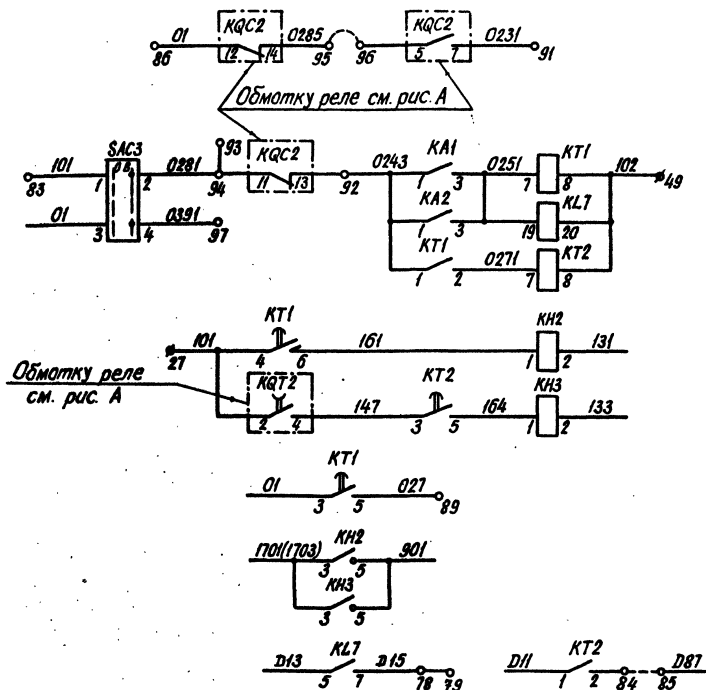 KQC2 KQC2
01 0285 0231
86 12 14 95 96 5 7 91
Обмотку реле см. рис. А
SAC3 93 KQC2 0243 KA1 0251 KT1 102
101 0281
83 1 2 94 11 13 92 1 3 7 8 49
01 0391 KA2 KL7
3 4 97 1 3 19 20
KT1 0271 KT2
1 2 7 8
KT1 KH2
101 161 131
27 4 6 1 2
Обмотку реле
см. рис. А
KQT2 KT2 KH3
147 164 133
2 4 3 5 1 2
KT1
01 027
3 5 89
1701(1703) KH2 901
3 5
KH3
3 5
D13 KL7 D15 D11 KT2 D87
5 7 78 79 1 2 84 85